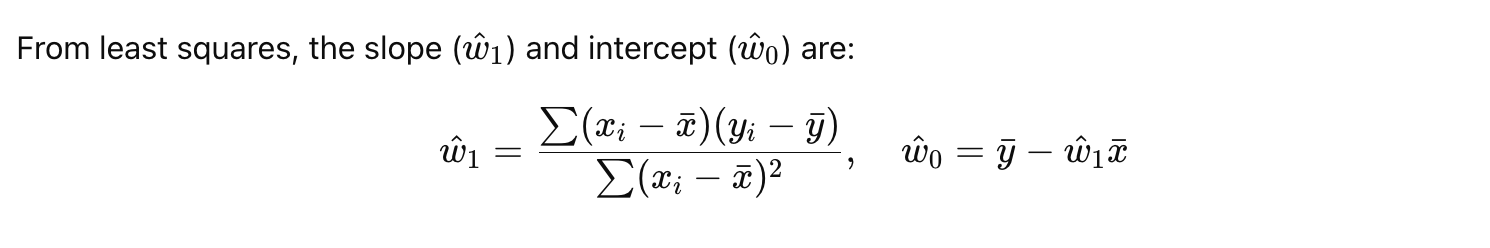 From least squares, the slope (ŵ₁) and intercept (ŵ₀) are:
ŵ₁ = ∑(xᵢ − x̄)(yᵢ − ȳ) / ∑(xᵢ − x̄)², ŵ₀ = ȳ − ŵ₁x̄